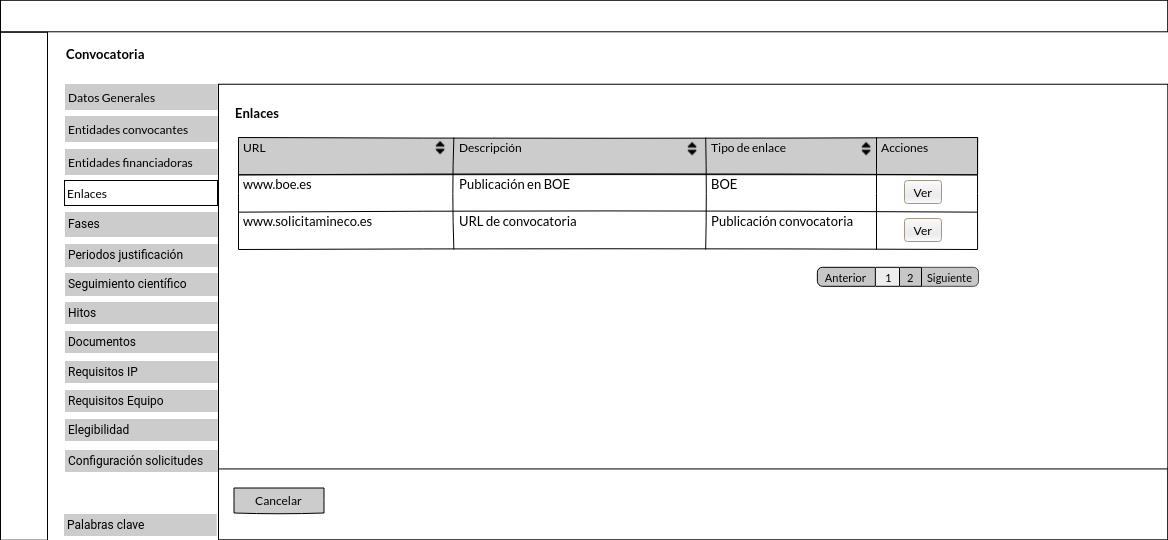 Convocatoria
Datos Generales
Entidades convocantes
Entidades financiadoras
Enlaces
Fases
Periodos justificación
Seguimiento científico
Hitos
Documentos
Requisitos IP
Requisitos Equipo
Elegibilidad
Configuración solicitudes
Palabras clave
Enlaces
URL Descripción Tipo de enlace Acciones
www.boe.es Publicación en BOE BOE Ver
www.solicitamineco.es URL de convocatoria Publicación convocatoria Ver
Anterior 1 2 Siguiente
Cancelar